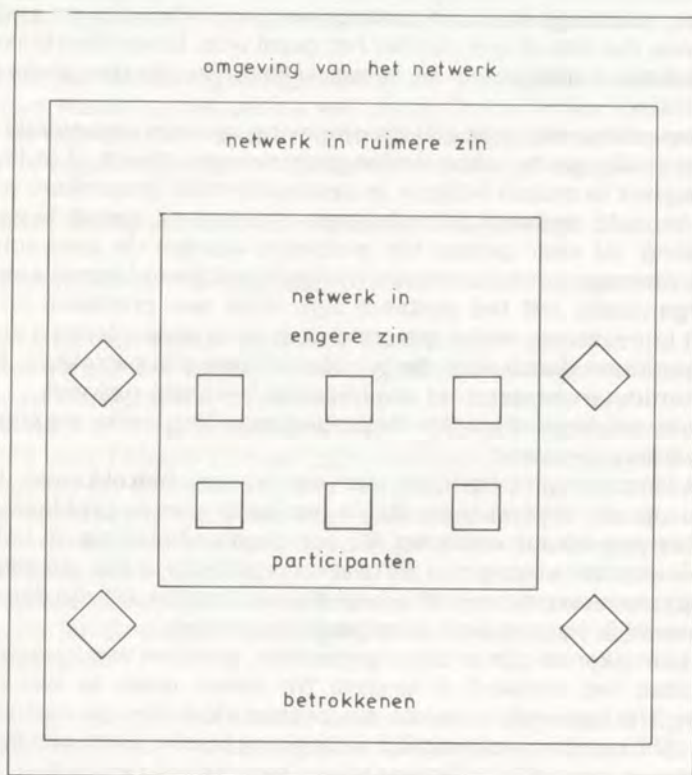 omgeving van het netwerk
netwerk in ruimere zin
netwerk in
engere zin
participanten
betrokkenen